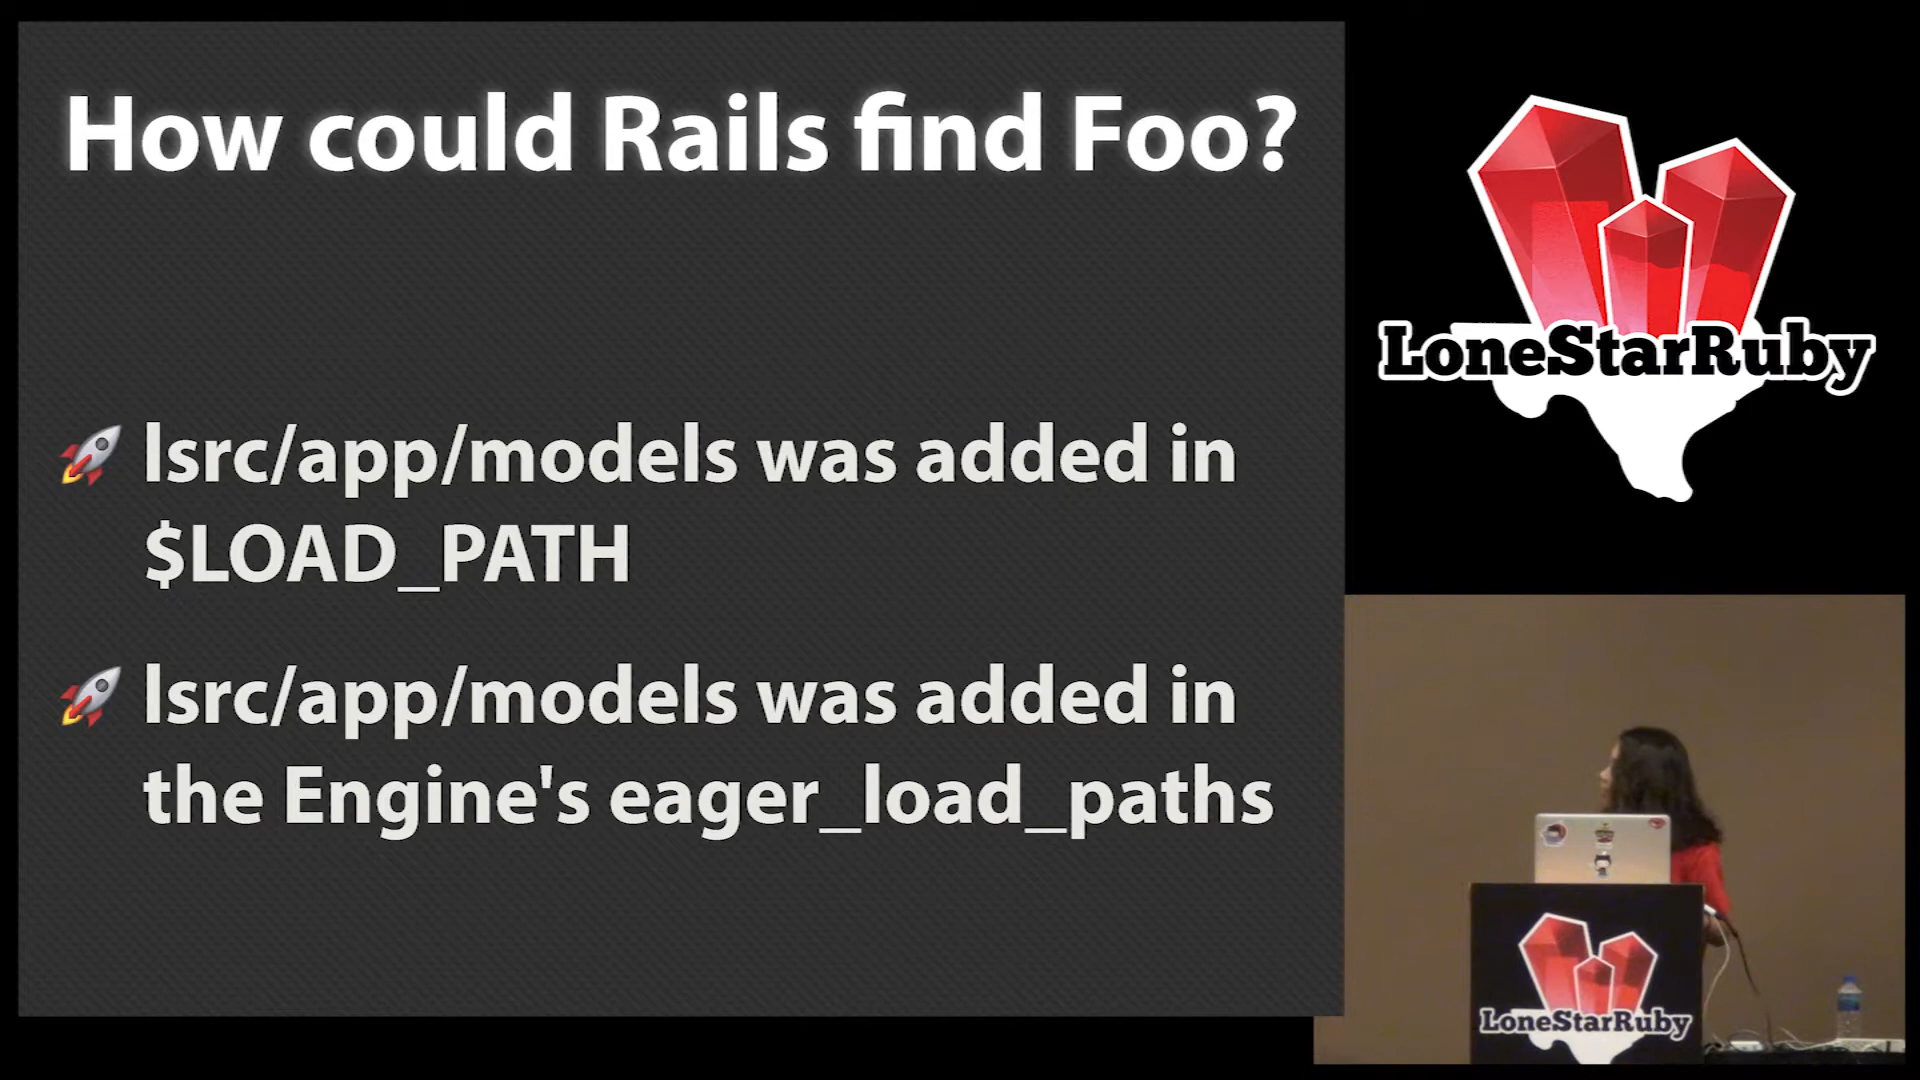 How could Rails find Foo?
lsrc/app/models was added in
$LOAD_PATH
lsrc/app/models was added in
the Engine's eager_load_paths
LoneStarRuby
LoneStarRuby